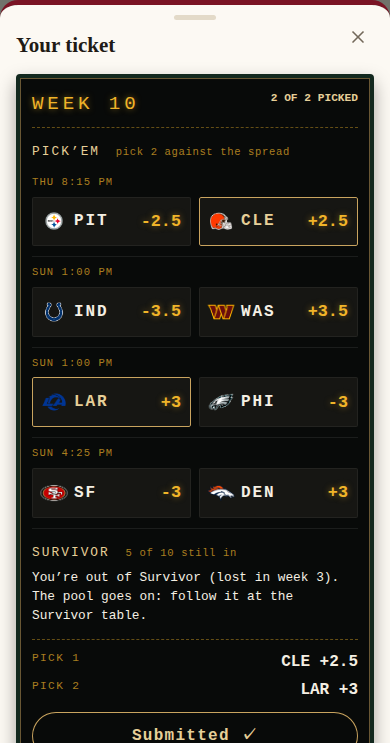 Your ticket
WEEK 10
2 OF 2 PICKED
PICK’EM pick 2 against the spread
THU 8:15 PM
PIT -2.5
CLE +2.5
SUN 1:00 PM
IND -3.5
WAS +3.5
SUN 1:00 PM
LAR +3
PHI -3
SUN 4:25 PM
SF -3
DEN +3
SURVIVOR 5 of 10 still in
You’re out of Survivor (lost in week 3).
The pool goes on: follow it at the
Survivor table.
PICK 1 CLE +2.5
PICK 2 LAR +3
Submitted ✓